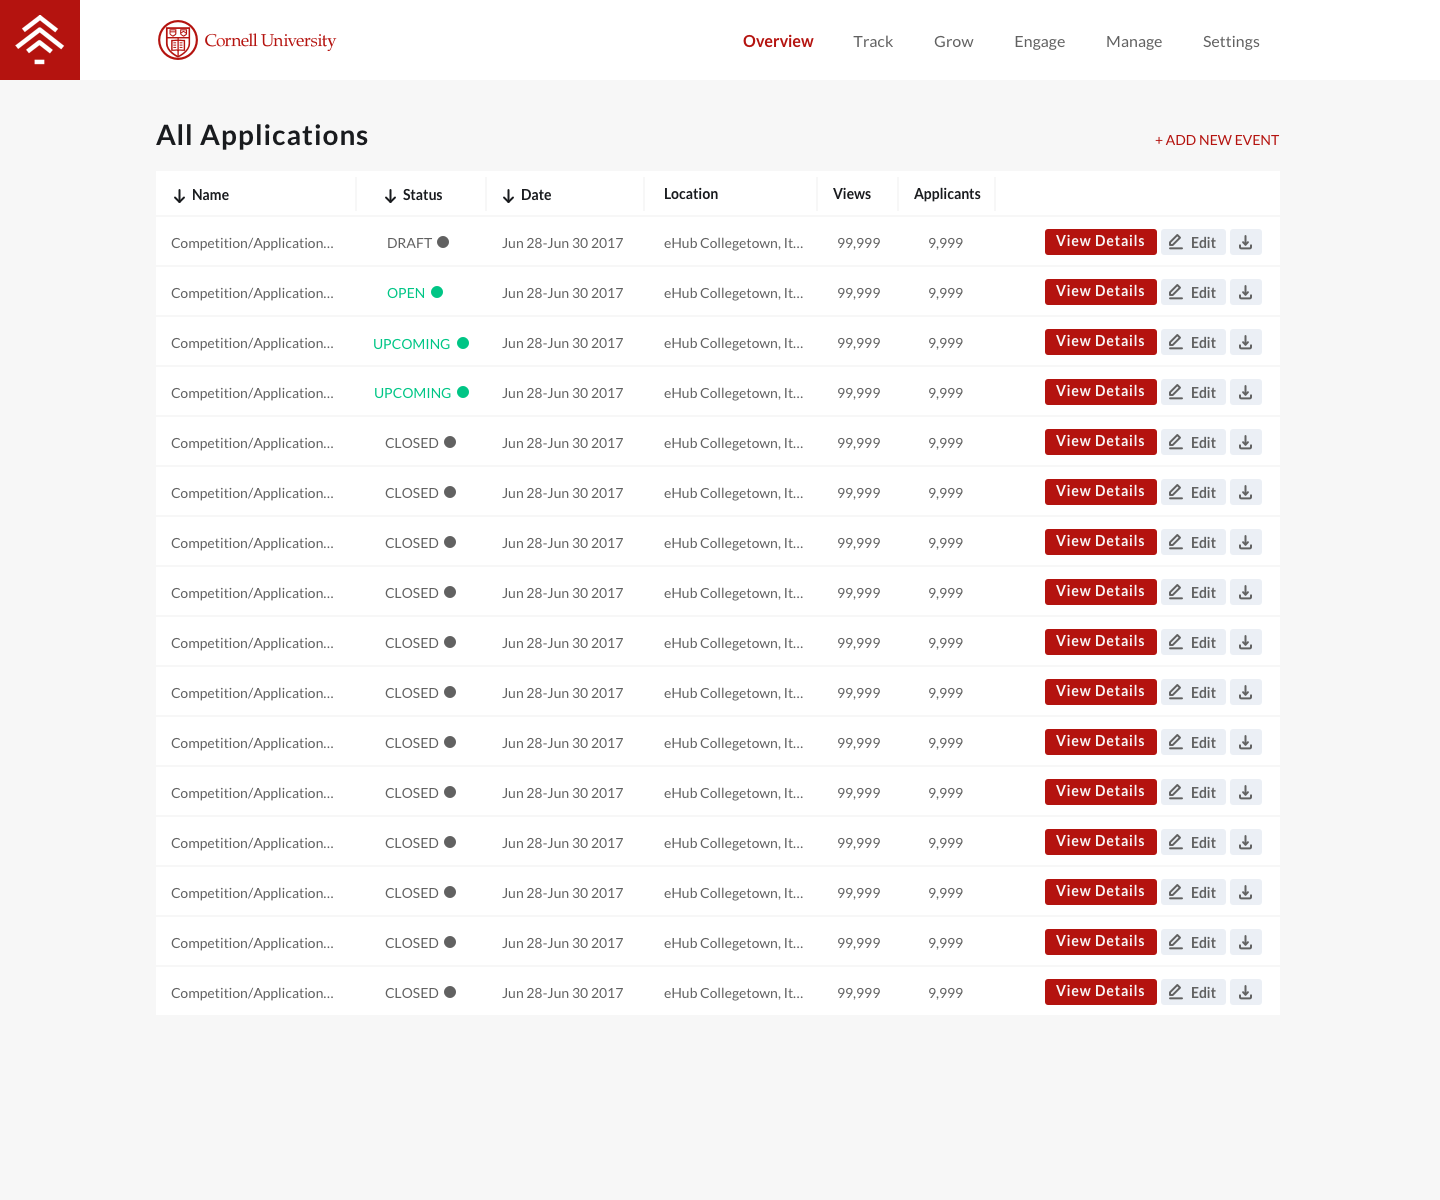 Cornell University Overview Track Grow Engage Manage Settings
All Applications
+ ADD NEW EVENT
Name Status Date Location Views Applicants
Competition/Application... DRAFT Jun 28-Jun 30 2017 eHub Collegetown, It... 99,999 9,999 View Details Edit
Competition/Application... OPEN Jun 28-Jun 30 2017 eHub Collegetown, It... 99,999 9,999 View Details Edit
Competition/Application... UPCOMING Jun 28-Jun 30 2017 eHub Collegetown, It... 99,999 9,999 View Details Edit
Competition/Application... UPCOMING Jun 28-Jun 30 2017 eHub Collegetown, It... 99,999 9,999 View Details Edit
Competition/Application... CLOSED Jun 28-Jun 30 2017 eHub Collegetown, It... 99,999 9,999 View Details Edit
Competition/Application... CLOSED Jun 28-Jun 30 2017 eHub Collegetown, It... 99,999 9,999 View Details Edit
Competition/Application... CLOSED Jun 28-Jun 30 2017 eHub Collegetown, It... 99,999 9,999 View Details Edit
Competition/Application... CLOSED Jun 28-Jun 30 2017 eHub Collegetown, It... 99,999 9,999 View Details Edit
Competition/Application... CLOSED Jun 28-Jun 30 2017 eHub Collegetown, It... 99,999 9,999 View Details Edit
Competition/Application... CLOSED Jun 28-Jun 30 2017 eHub Collegetown, It... 99,999 9,999 View Details Edit
Competition/Application... CLOSED Jun 28-Jun 30 2017 eHub Collegetown, It... 99,999 9,999 View Details Edit
Competition/Application... CLOSED Jun 28-Jun 30 2017 eHub Collegetown, It... 99,999 9,999 View Details Edit
Competition/Application... CLOSED Jun 28-Jun 30 2017 eHub Collegetown, It... 99,999 9,999 View Details Edit
Competition/Application... CLOSED Jun 28-Jun 30 2017 eHub Collegetown, It... 99,999 9,999 View Details Edit
Competition/Application... CLOSED Jun 28-Jun 30 2017 eHub Collegetown, It... 99,999 9,999 View Details Edit
Competition/Application... CLOSED Jun 28-Jun 30 2017 eHub Collegetown, It... 99,999 9,999 View Details Edit